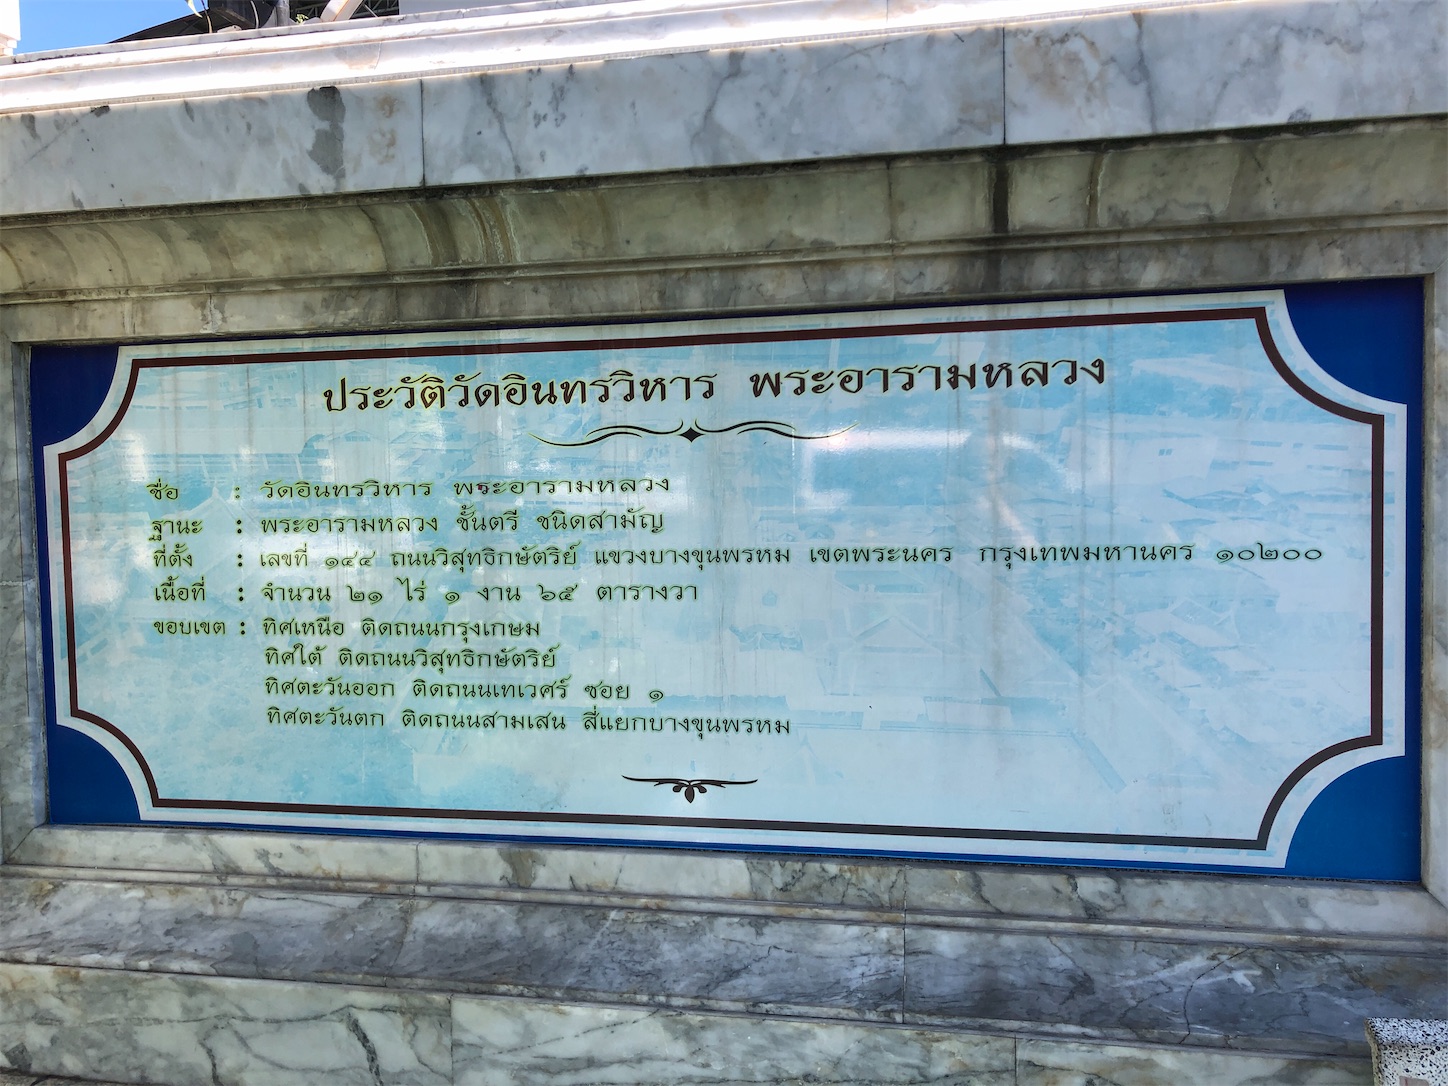 ประวัติวัดอินทรวิหาร พระอารามหลวง
ชื่อ : วัดอินทรวิหาร พระอารามหลวง
ฐานะ : พระอารามหลวง ชั้นตรี ชนิดสามัญ
ที่ตั้ง : เลขที่ ๑๔๔ ถนนวิสุทธิกษัตริย์ แขวงบางขุนพรหม เขตพระนคร กรุงเทพมหานคร ๑๐๒๐๐
เนื้อที่ : จำนวน ๒๑ ไร่ ๑ งาน ๖๕ ตารางวา
ขอบเขต : ทิศเหนือ ติดถนนกรุงเกษม
ทิศใต้ ติดถนนวิสุทธิกษัตริย์
ทิศตะวันออก ติดถนนเทเวศร์ ซอย ๑
ทิศตะวันตก ติดถนนสามเสน สี่แยกบางขุนพรหม